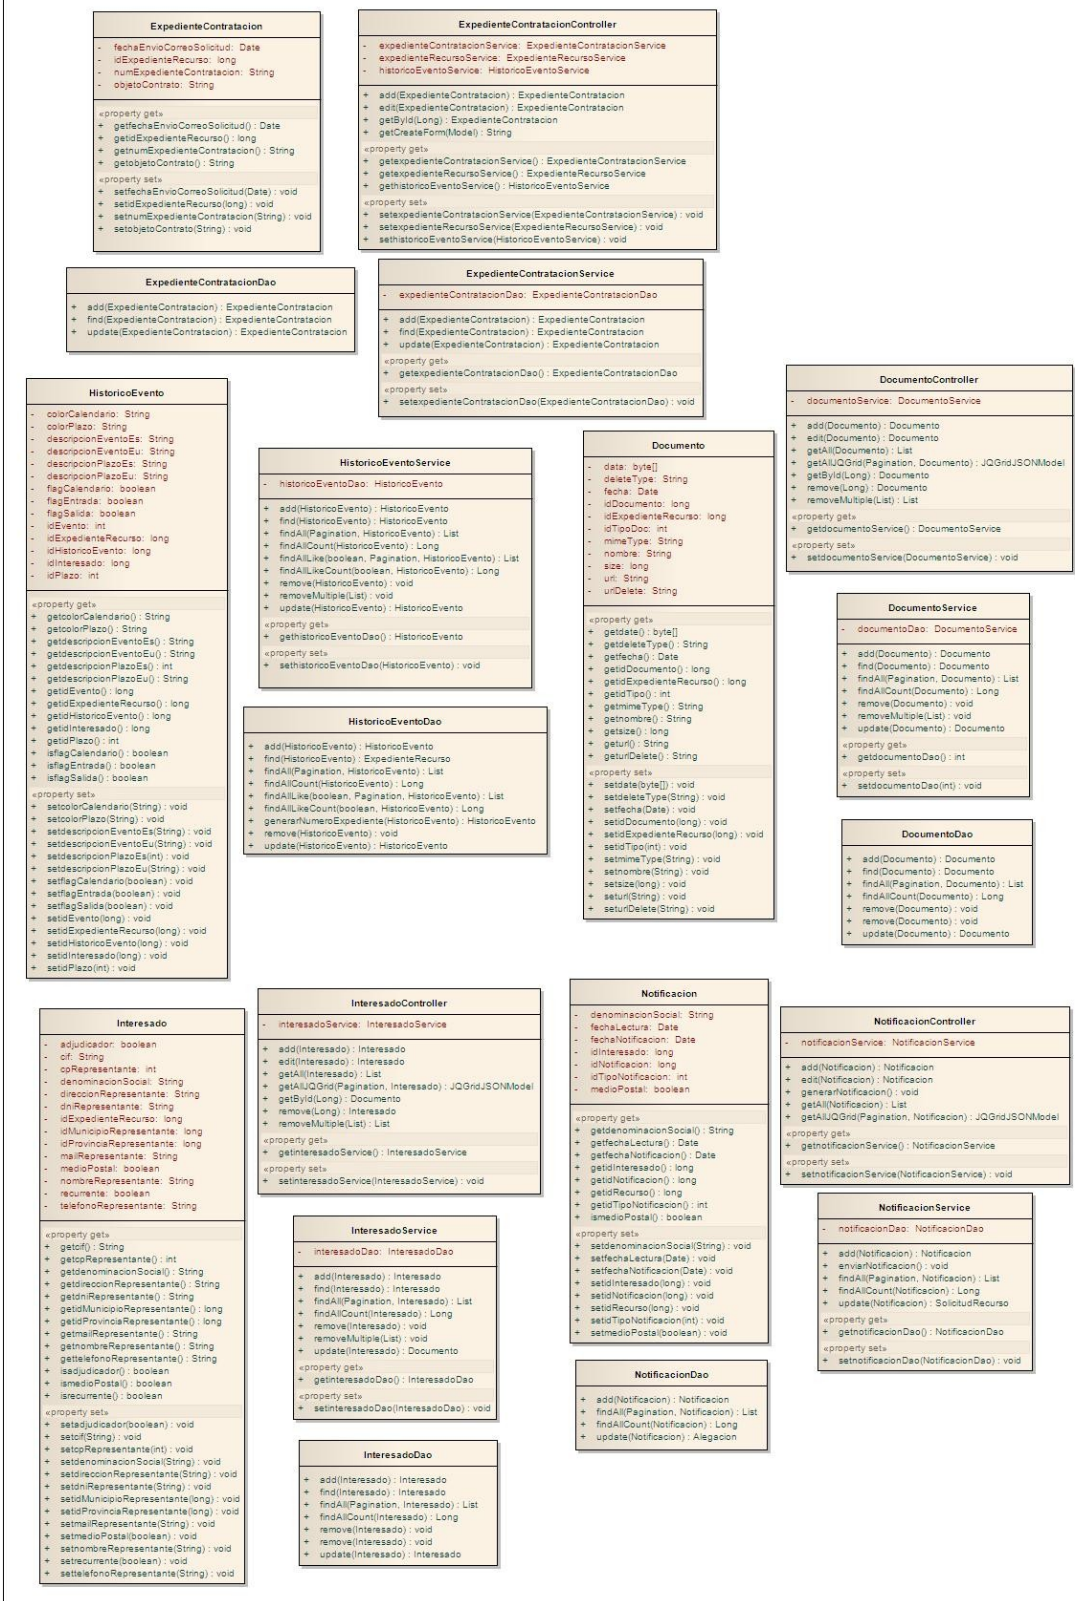 ExpedienteContratacion
- fechaEnvioCorreoSolicitud: Date
- idExpedienteRecurso: long
- numExpedienteContratacion: String
- objetoContrato: String
«property get»
+ getfechaEnvioCorreoSolicitud() : Date
+ getidExpedienteRecurso() : long
+ getnumExpedienteContratacion() : String
+ getobjetoContrato() : String
«property set»
+ setfechaEnvioCorreoSolicitud(Date) : void
+ setidExpedienteRecurso(long) : void
+ setnumExpedienteContratacion(String) : void
+ setobjetoContrato(String) : void
ExpedienteContratacionController
- expedienteContratacionService: ExpedienteContratacionService
- expedienteRecursoService: ExpedienteRecursoService
- historicoEventoService: HistoricoEventoService
+ add(ExpedienteContratacion) : ExpedienteContratacion
+ edit(ExpedienteContratacion) : ExpedienteContratacion
+ getById(Long) : ExpedienteContratacion
+ getCreateForm(Model) : String
«property get»
+ getexpedienteContratacionService() : ExpedienteContratacionService
+ getexpedienteRecursoService() : ExpedienteRecursoService
+ gethistoricoEventoService() : HistoricoEventoService
«property set»
+ setexpedienteContratacionService(ExpedienteContratacionService) : void
+ setexpedienteRecursoService(ExpedienteRecursoService) : void
+ sethistoricoEventoService(HistoricoEventoService) : void
ExpedienteContratacionDao
+ add(ExpedienteContratacion) : ExpedienteContratacion
+ find(ExpedienteContratacion) : ExpedienteContratacion
+ update(ExpedienteContratacion) : ExpedienteContratacion
ExpedienteContratacionService
- expedienteContratacionDao: ExpedienteContratacionDao
+ add(ExpedienteContratacion) : ExpedienteContratacion
+ find(ExpedienteContratacion) : ExpedienteContratacion
+ update(ExpedienteContratacion) : ExpedienteContratacion
«property get»
+ getexpedienteContratacionDao() : ExpedienteContratacionDao
«property set»
+ setexpedienteContratacionDao(ExpedienteContratacionDao) : void
HistoricoEvento
- colorCalendario: String
- colorPlazo: String
- descripcionEventoEs: String
- descripcionEventoEu: String
- descripcionPlazoEs: String
- descripcionPlazoEu: String
- flagCalendario: boolean
- flagEntrada: boolean
- flagSalida: boolean
- idEvento: int
- idExpedienteRecurso: long
- idHistoricoEvento: long
- idInteresado: long
- idPlazo: int
«property get»
+ getcolorCalendario() : String
+ getcolorPlazo() : String
+ getdescripcionEventoEs() : String
+ getdescripcionEventoEu() : String
+ getdescripcionPlazoEs() : int
+ getdescripcionPlazoEu() : String
+ getidEvento() : long
+ getidExpedienteRecurso() : long
+ getidHistoricoEvento() : long
+ getidInteresado() : long
+ getidPlazo() : int
+ isflagCalendario() : boolean
+ isflagEntrada() : boolean
+ isflagSalida() : boolean
«property set»
+ setcolorCalendario(String) : void
+ setcolorPlazo(String) : void
+ setdescripcionEventoEs(String) : void
+ setdescripcionEventoEu(String) : void
+ setdescripcionPlazoEs(int) : void
+ setdescripcionPlazoEu(String) : void
+ setflagCalendario(boolean) : void
+ setflagEntrada(boolean) : void
+ setflagSalida(boolean) : void
+ setidEvento(long) : void
+ setidExpedienteRecurso(long) : void
+ setidHistoricoEvento(long) : void
+ setidInteresado(long) : void
+ setidPlazo(int) : void
HistoricoEventoService
- historicoEventoDao: HistoricoEvento
+ add(HistoricoEvento) : HistoricoEvento
+ find(HistoricoEvento) : HistoricoEvento
+ findAll(Pagination, HistoricoEvento) : List
+ findAllCount(HistoricoEvento) : Long
+ findAllLike(boolean, Pagination, HistoricoEvento) : List
+ findAllLikeCount(boolean, HistoricoEvento) : Long
+ remove(HistoricoEvento) : void
+ removeMultiple(List) : void
+ update(HistoricoEvento) : HistoricoEvento
«property get»
+ gethistoricoEventoDao() : HistoricoEvento
«property set»
+ sethistoricoEventoDao(HistoricoEvento) : void
HistoricoEventoDao
+ add(HistoricoEvento) : HistoricoEvento
+ find(HistoricoEvento) : ExpedienteRecurso
+ findAll(Pagination, HistoricoEvento) : List
+ findAllCount(HistoricoEvento) : Long
+ findAllLike(boolean, Pagination, HistoricoEvento) : List
+ findAllLikeCount(boolean, HistoricoEvento) : Long
+ generarNumeroExpediente(HistoricoEvento) : HistoricoEvento
+ remove(HistoricoEvento) : void
+ update(HistoricoEvento) : HistoricoEvento
Documento
- data: byte[]
- deleteType: String
- fecha: Date
- idDocumento: long
- idExpedienteRecurso: long
- idTipoDoc: int
- mimeType: String
- nombre: String
- size: long
- url: String
- urlDelete: String
«property get»
+ getdate() : byte[]
+ getdeleteType() : String
+ getfecha() : Date
+ getidDocumento() : long
+ getidExpedienteRecurso() : long
+ getidTipo() : int
+ getmimeType() : String
+ getnombre() : String
+ getsize() : long
+ geturl() : String
+ geturlDelete() : String
«property set»
+ setdate(byte[]) : void
+ setdeleteType(String) : void
+ setfecha(Date) : void
+ setidDocumento(long) : void
+ setidExpedienteRecurso(long) : void
+ setidTipo(int) : void
+ setmimeType(String) : void
+ setnombre(String) : void
+ setsize(long) : void
+ seturl(String) : void
+ seturlDelete(String) : void
DocumentoController
- documentoService: DocumentoService
+ add(Documento) : Documento
+ edit(Documento) : Documento
+ getAll(Documento) : List
+ getAllJQGrid(Pagination, Documento) : JQGridJSONModel
+ getById(Long) : Documento
+ remove(Long) : Documento
+ removeMultiple(List) : List
«property get»
+ getdocumentoService() : DocumentoService
«property set»
+ setdocumentoService(DocumentoService) : void
DocumentoService
- documentoDao: DocumentoService
+ add(Documento) : Documento
+ find(Documento) : Documento
+ findAll(Pagination, Documento) : List
+ findAllCount(Documento) : Long
+ remove(Documento) : void
+ removeMultiple(List) : void
+ update(Documento) : Documento
«property get»
+ getdocumentoDao() : int
«property set»
+ setdocumentoDao(int) : void
DocumentoDao
+ add(Documento) : Documento
+ find(Documento) : Documento
+ findAll(Pagination, Documento) : List
+ findAllCount(Documento) : Long
+ remove(Documento) : void
+ remove(Documento) : void
+ update(Documento) : Documento
Interesado
- adjudicador: boolean
- cif: String
- cpRepresentante: int
- denominacionSocial: String
- direccionRepresentante: String
- dniRepresentante: String
- idExpedienteRecurso: long
- idMunicipioRepresentante: long
- idProvinciaRepresentante: long
- mailRepresentante: String
- medioPostal: boolean
- nombreRepresentante: String
- recurrente: boolean
- telefonoRepresentante: String
«property get»
+ getcif() : String
+ getcpRepresentante() : int
+ getdenominacionSocial() : String
+ getdireccionRepresentante() : String
+ getdniRepresentante() : String
+ getidMunicipioRepresentante() : long
+ getidProvinciaRepresentante() : long
+ getmailRepresentante() : String
+ getnombreRepresentante() : String
+ gettelefonoRepresentante() : String
+ isadjudicador() : boolean
+ ismedioPostal() : boolean
+ isrecurrente() : boolean
«property set»
+ setadjudicador(boolean) : void
+ setcif(String) : void
+ setcpRepresentante(int) : void
+ setdenominacionSocial(String) : void
+ setdireccionRepresentante(String) : void
+ setdniRepresentante(String) : void
+ setidMunicipioRepresentante(long) : void
+ setidProvinciaRepresentante(long) : void
+ setmailRepresentante(String) : void
+ setmedioPostal(boolean) : void
+ setnombreRepresentante(String) : void
+ setrecurrente(boolean) : void
+ settelefonoRepresentante(String) : void
InteresadoController
- interesadoService: InteresadoService
+ add(Interesado) : Interesado
+ edit(Interesado) : Interesado
+ getAll(Interesado) : List
+ getAllJQGrid(Pagination, Interesado) : JQGridJSONModel
+ getById(Long) : Documento
+ remove(Long) : Interesado
+ removeMultiple(List) : List
«property get»
+ getinteresadoService() : InteresadoService
«property set»
+ setinteresadoService(InteresadoService) : void
InteresadoService
- interesadoDao: InteresadoDao
+ add(Interesado) : Interesado
+ find(Interesado) : Interesado
+ findAll(Pagination, Interesado) : List
+ findAllCount(Interesado) : Long
+ remove(Interesado) : void
+ removeMultiple(List) : void
+ update(Interesado) : Documento
«property get»
+ getinteresadoDao() : InteresadoDao
«property set»
+ setinteresadoDao(InteresadoDao) : void
InteresadoDao
+ add(Interesado) : Interesado
+ find(Interesado) : Interesado
+ findAll(Pagination, Interesado) : List
+ findAllCount(Interesado) : Long
+ remove(Interesado) : void
+ remove(Interesado) : void
+ update(Interesado) : Interesado
Notificacion
- denominacionSocial: String
- fechaLectura: Date
- fechaNotificacion: Date
- idInteresado: long
- idNotificacion: long
- idTipoNotificacion: int
- medioPostal: boolean
«property get»
+ getdenominacionSocial() : String
+ getfechaLectura() : Date
+ getfechaNotificacion() : Date
+ getidInteresado() : long
+ getidNotificacion() : long
+ getidRecurso() : long
+ getidTipoNotificacion() : int
+ ismedioPostal() : boolean
«property set»
+ setdenominacionSocial(String) : void
+ setfechaLectura(Date) : void
+ setfechaNotificacion(Date) : void
+ setidInteresado(long) : void
+ setidNotificacion(long) : void
+ setidRecurso(long) : void
+ setidTipoNotificacion(int) : void
+ setmedioPostal(boolean) : void
NotificacionDao
+ add(Notificacion) : Notificacion
+ findAll(Pagination, Notificacion) : List
+ findAllCount(Notificacion) : Long
+ update(Notificacion) : Alegacion
NotificacionController
- notificacionService: NotificacionService
+ add(Notificacion) : Notificacion
+ edit(Notificacion) : Notificacion
+ generarNotificacion() : void
+ getAll(Notificacion) : List
+ getAllJQGrid(Pagination, Notificacion) : JQGridJSONModel
«property get»
+ getnotificacionService() : NotificacionService
«property set»
+ setnotificacionService(NotificacionService) : void
NotificacionService
- notificacionDao: NotificacionDao
+ add(Notificacion) : Notificacion
+ enviarNotificacion() : void
+ findAll(Pagination, Notificacion) : List
+ findAllCount(Notificacion) : Long
+ update(Notificacion) : SolicitudRecurso
«property get»
+ getnotificacionDao() : NotificacionDao
«property set»
+ setnotificacionDao(NotificacionDao) : void